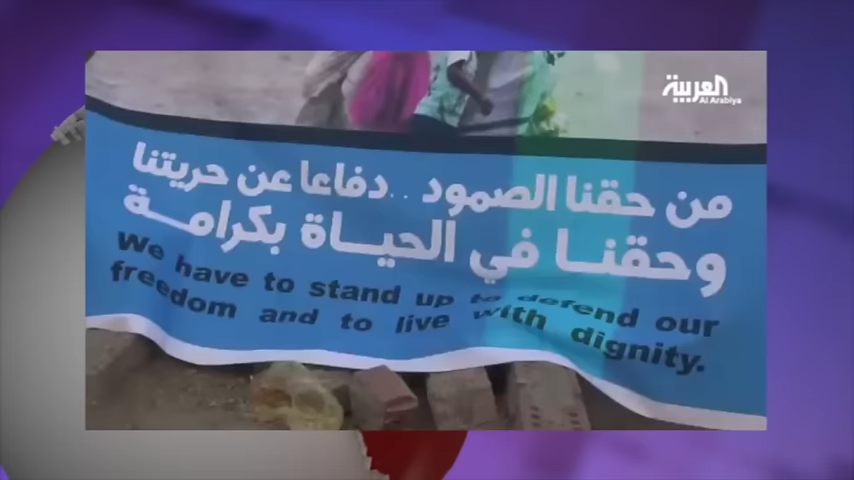 العربية
Al Arabiya
من حقنا الصمود .. دفاعا عن حريتنا
وحقنا في الحياة بكرامة
We have to stand up to defend our
freedom and to live with dignity.